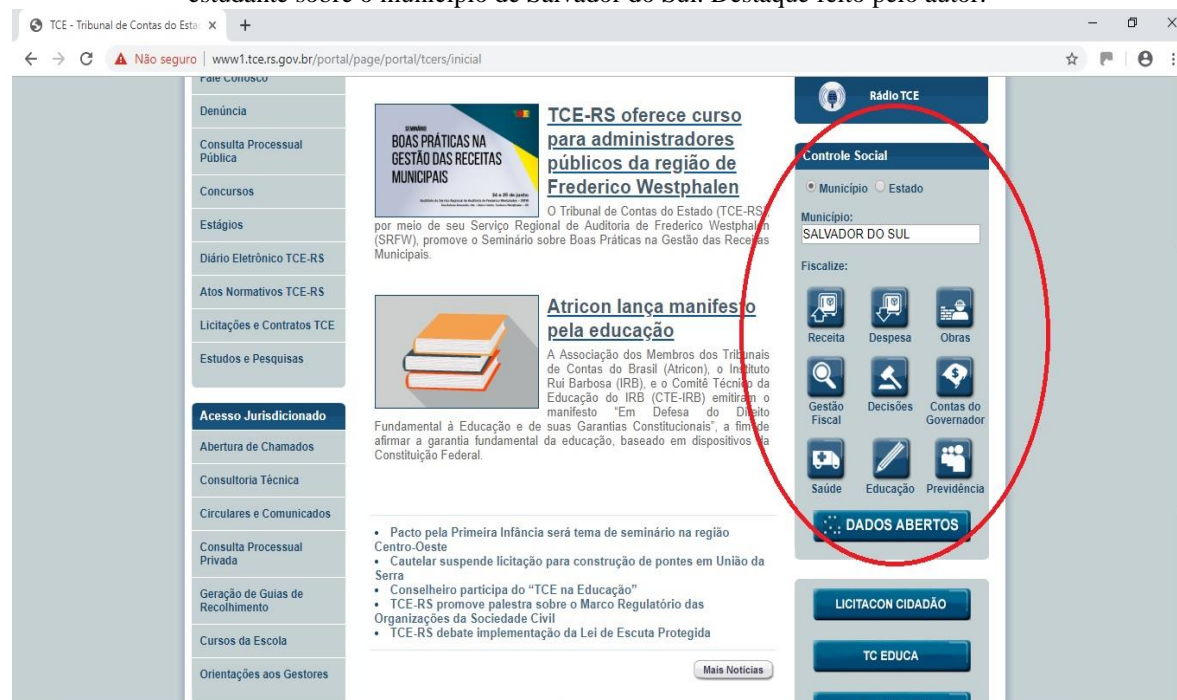 estudante sobre o município de Salvador do Sul. Destaque feito pelo autor.
TCE - Tribunal de Contas do Esta
Não seguro | www1.tce.rs.gov.br/portal/page/portal/tcers/inicial
Fale Conosco
Denúncia
Consulta Processual
Pública
Concursos
Estágios
Diário Eletrônico TCE-RS
Atos Normativos TCE-RS
Licitações e Contratos TCE
Estudos e Pesquisas
Acesso Jurisdicionado
Abertura de Chamados
Consultoria Técnica
Circulares e Comunicados
Consulta Processual
Privada
Geração de Guias de
Recolhimento
Cursos da Escola
Orientações aos Gestores
SEMINÁRIO
BOAS PRÁTICAS NA
GESTÃO DAS RECEITAS
MUNICIPAIS
24 e 25 de junho
TCE-RS oferece curso
para administradores
públicos da região de
Frederico Westphalen
O Tribunal de Contas do Estado (TCE-RS),
por meio de seu Serviço Regional de Auditoria de Frederico Westphalen
(SRFW), promove o Seminário sobre Boas Práticas na Gestão das Receitas
Municipais.
Atricon lança manifesto
pela educação
A Associação dos Membros dos Tribunais
de Contas do Brasil (Atricon), o Instituto
Rui Barbosa (IRB), e o Comitê Técnico da
Educação do IRB (CTE-IRB) emitiram o
manifesto "Em Defesa do Direito
Fundamental à Educação e de suas Garantias Constitucionais", a fim de
afirmar a garantia fundamental da educação, baseado em dispositivos da
Constituição Federal.
• Pacto pela Primeira Infância será tema de seminário na região
Centro-Oeste
• Cautelar suspende licitação para construção de pontes em União da
Serra
• Conselheiro participa do “TCE na Educação”
• TCE-RS promove palestra sobre o Marco Regulatório das
Organizações da Sociedade Civil
• TCE-RS debate implementação da Lei de Escuta Protegida
Mais Notícias
Rádio TCE
Controle Social
Município Estado
Município:
SALVADOR DO SUL
Fiscalize:
Receita Despesa Obras
Gestão
Fiscal
Decisões
Contas do
Governador
Saúde Educação Previdência
DADOS ABERTOS
LICITACON CIDADÃO
TC EDUCA